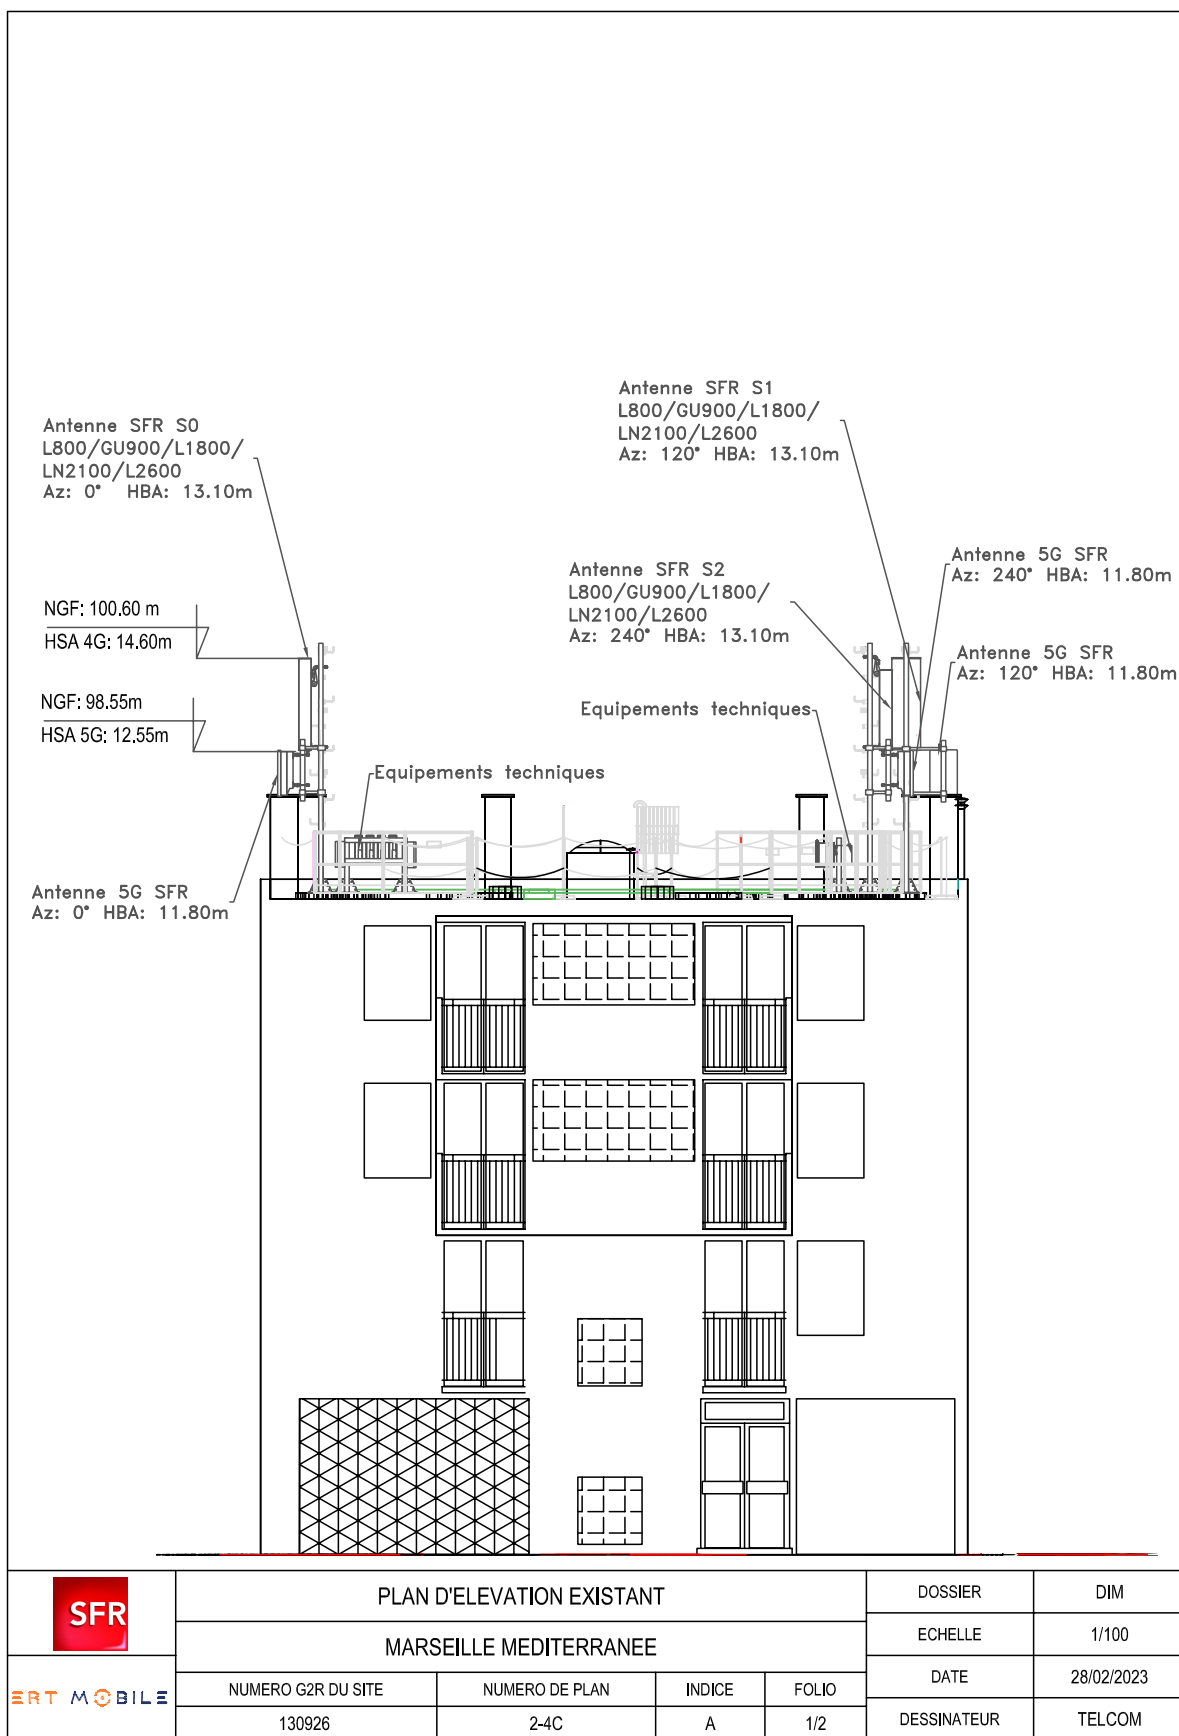 Antenne SFR S1
L800/GU900/L1800/
LN2100/L2600
Az: 120° HBA: 13.10m
Antenne SFR S0
L800/GU900/L1800/
LN2100/L2600
Az: 0° HBA: 13.10m
Antenne 5G SFR
Az: 240° HBA: 11.80m
Antenne SFR S2
L800/GU900/L1800/
LN2100/L2600
Az: 240° HBA: 13.10m
NGF: 100.60 m
HSA 4G: 14.60m
Antenne 5G SFR
Az: 120° HBA: 11.80m
NGF: 98.55m
HSA 5G: 12.55m
Equipements techniques
Equipements techniques
Antenne 5G SFR
Az: 0° HBA: 11.80m
SFR
ERT MOBILE
PLAN D'ELEVATION EXISTANT
MARSEILLE MEDITERRANEE
NUMERO G2R DU SITE
NUMERO DE PLAN
INDICE
FOLIO
130926
2-4C
A
1/2
DOSSIER
DIM
ECHELLE
1/100
DATE
28/02/2023
DESSINATEUR
TELCOM